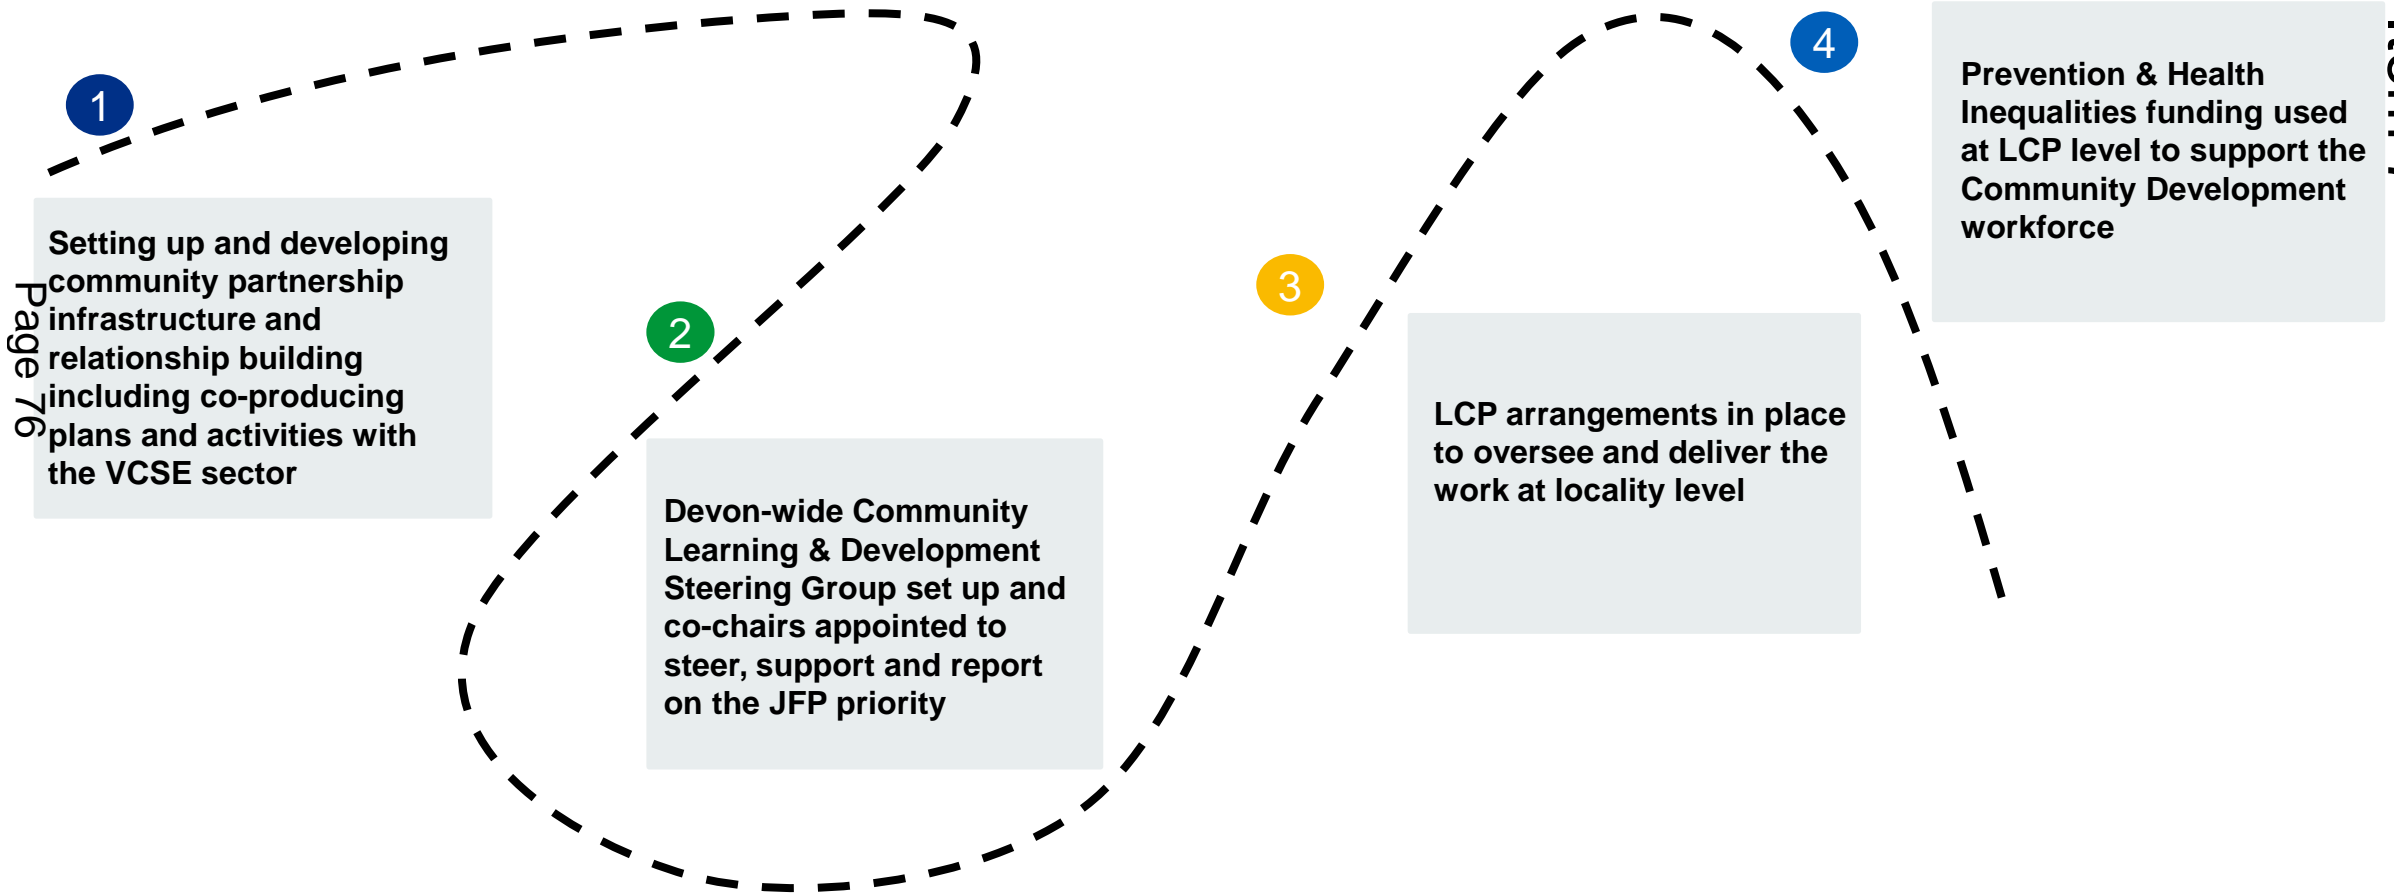 1
Setting up and developing
community partnership
infrastructure and
relationship building
including co-producing
plans and activities with
the VCSE sector
Page 76
2
Devon-wide Community
Learning & Development
Steering Group set up and
co-chairs appointed to
steer, support and report
on the JFP priority
3
LCP arrangements in place
to oversee and deliver the
work at locality level
4
Prevention & Health
Inequalities funding used
at LCP level to support the
Community Development
workforce